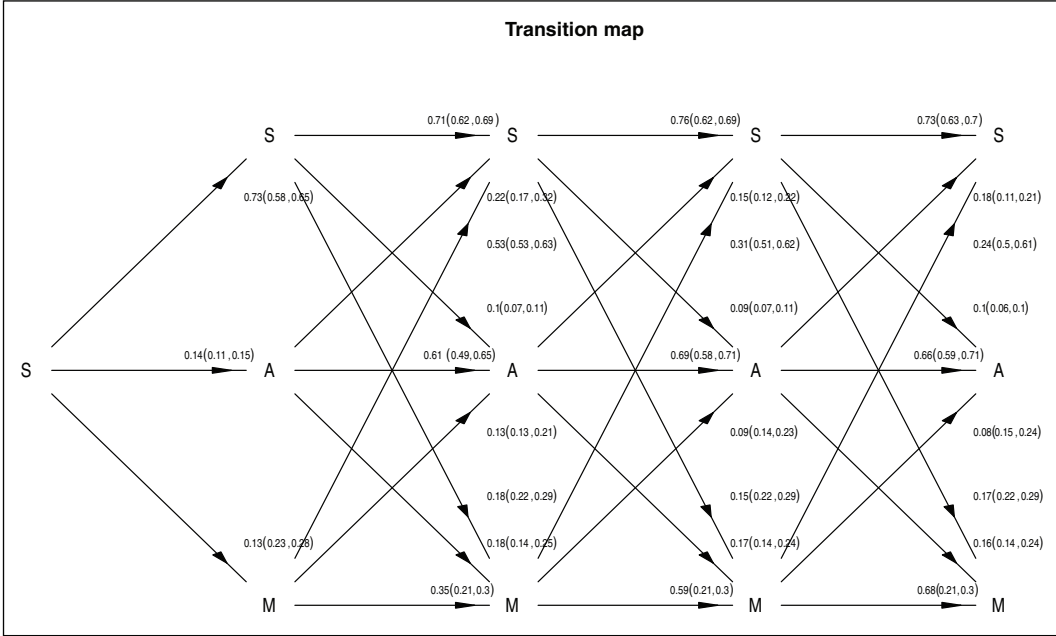 Transition map
0.71(0.62 ,0.69 )
0.76(0.62 ,0.69)
0.73(0.63 ,0.7)
S
S
S
S
0.73(0.58 ,0.65)
0.22(0.17 ,0.32)
0.15(0.12 ,0.22)
0.18(0.11 ,0.21)
0.53(0.53 ,0.63)
0.31(0.51 ,0.62)
0.24(0.5 ,0.61)
0.1(0.07 ,0.11)
0.09(0.07 ,0.11)
0.1(0.06 ,0.1)
0.14(0.11 ,0.15)
0.61 (0.49 ,0.65)
0.69(0.58 ,0.71)
0.66(0.59 ,0.71)
S
A
A
A
A
0.13(0.13 ,0.21)
0.09(0.14 ,0.23)
0.08(0.15 ,0.24)
0.18(0.22 ,0.29)
0.15(0.22 ,0.29)
0.17(0.22 ,0.29)
0.13(0.23 ,0.28)
0.18(0.14 ,0.25)
0.17(0.14 ,0.24)
0.16(0.14 ,0.24)
0.35(0.21 ,0.3)
0.59(0.21 ,0.3)
0.68(0.21 ,0.3)
M
M
M
M